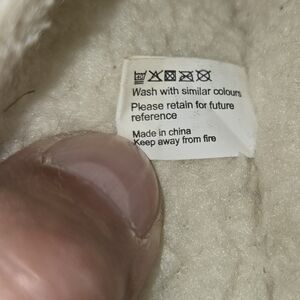 Wash with similar colours
Please retain for future
reference
Made in china
Keep away from fire